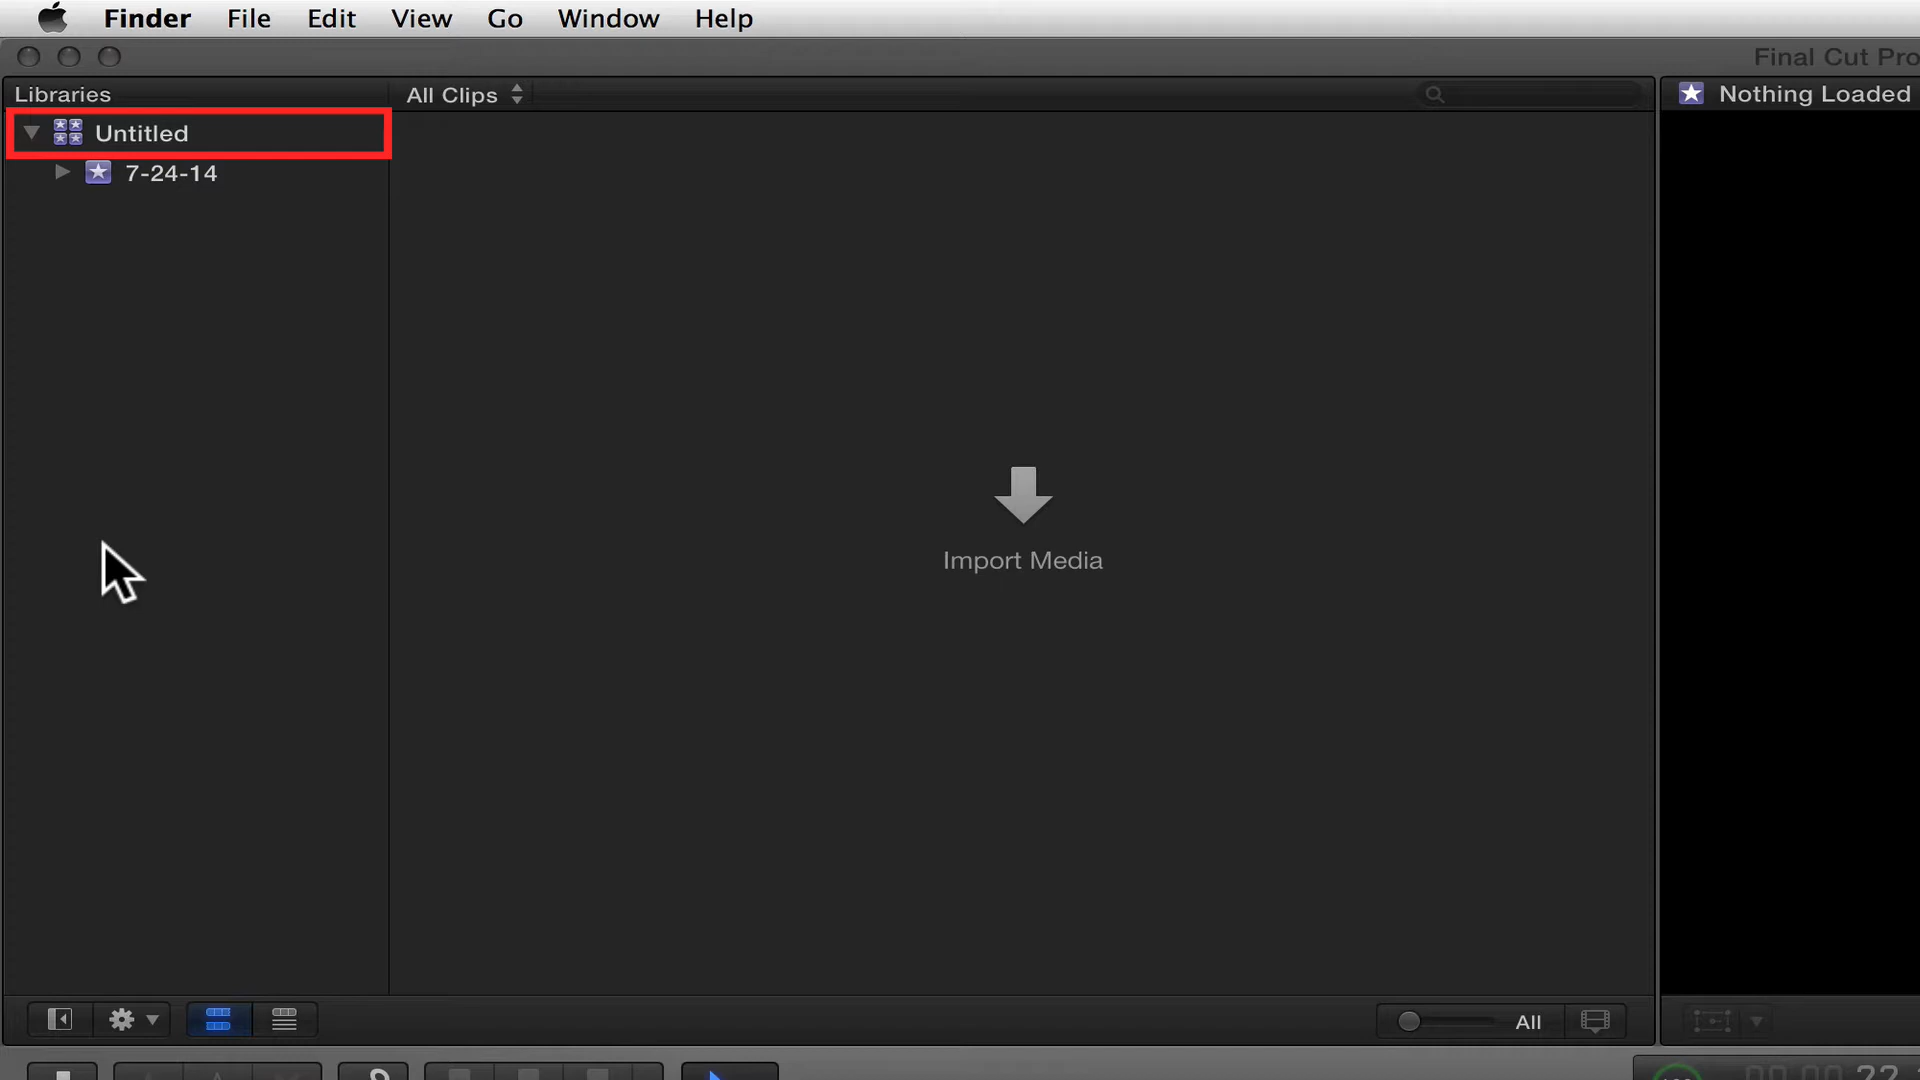 Finder File Edit View Go Window Help
Final Cut Pro
Libraries
All Clips
Nothing Loaded
Untitled
7-24-14
Import Media
All